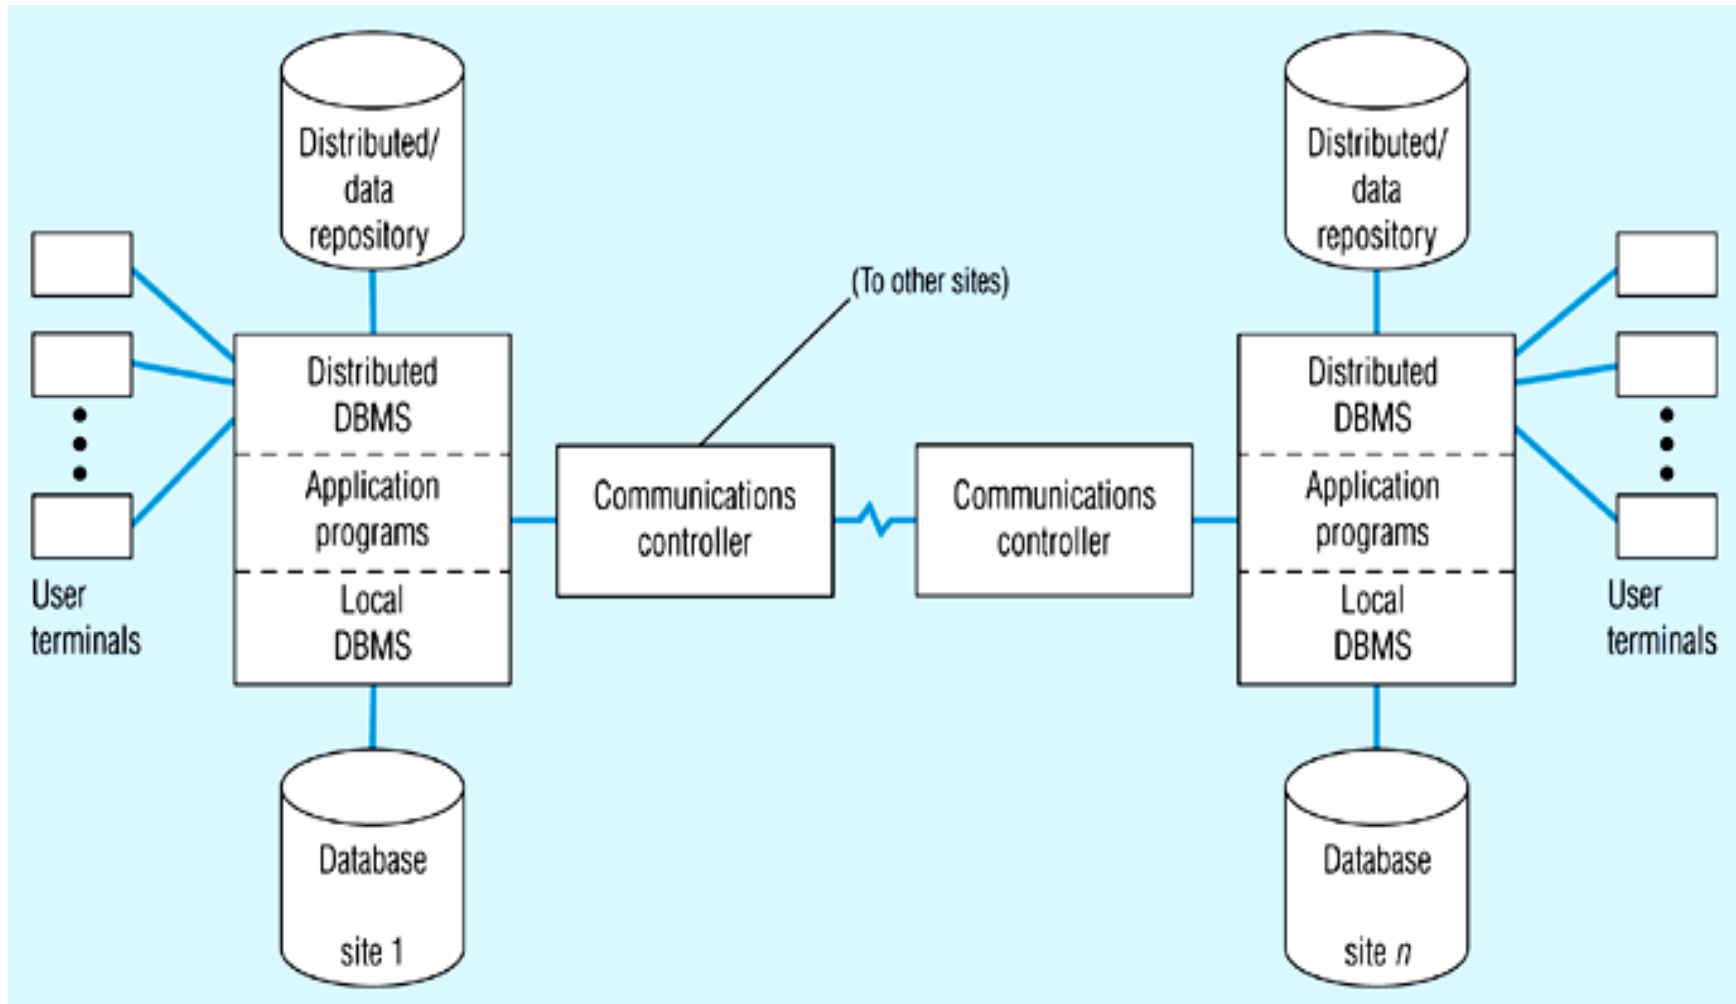 Distributed/
data
repository
Distributed/
data
repository
(To other sites)
Distributed
DBMS
Application
programs
Local
DBMS
Communications
controller
Communications
controller
Distributed
DBMS
Application
programs
Local
DBMS
User
terminals
User
terminals
Database
site 1
Database
site n